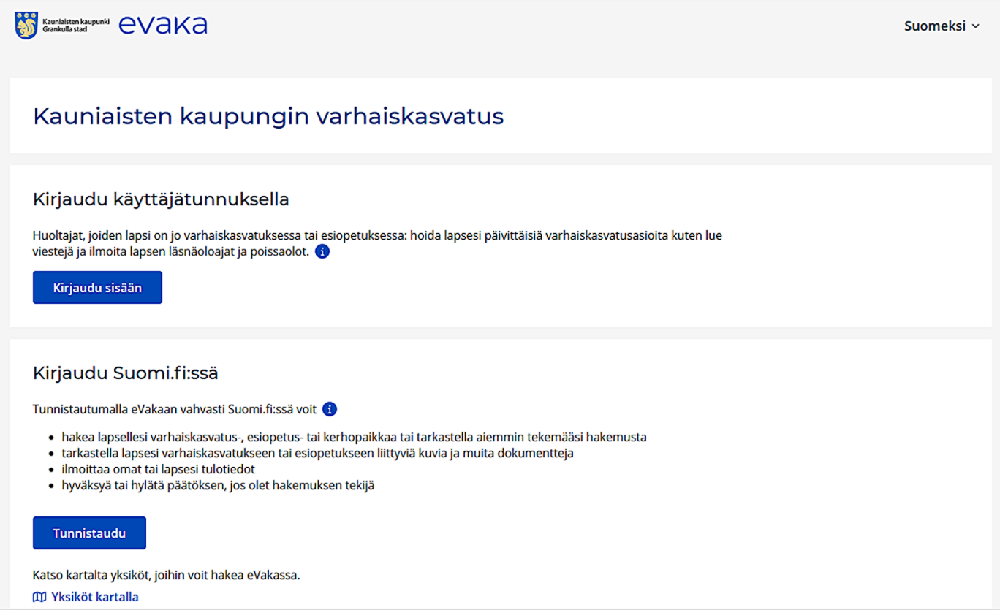 Kauniaisten kaupunki
Grankulla stad
evaka
Suomeksi
Kauniaisten kaupungin varhaiskasvatus
Kirjaudu käyttäjätunnuksella
Huoltajat, joiden lapsi on jo varhaiskasvatuksessa tai esiopetuksessa: hoida lapsesi päivittäisiä varhaiskasvatusasioita kuten lue
viestejä ja ilmoita lapsen läsnäoloajat ja poissaolot.
Kirjaudu sisään
Kirjaudu Suomi.fi:ssä
Tunnistautumalla eVakaan vahvasti Suomi.fi:ssä voit
• hakea lapsellesi varhaiskasvatus-, esiopetus- tai kerhopaikkaa tai tarkastella aiemmin tekemääsi hakemusta
• tarkastella lapsesi varhaiskasvatukseen tai esiopetukseen liittyviä kuvia ja muita dokumentteja
• ilmoittaa omat tai lapsesi tulotiedot
• hyväksyä tai hylätä päätöksen, jos olet hakemuksen tekijä
Tunnistaudu
Katso kartalta yksiköt, joihin voit hakea eVakassa.
Yksiköt kartalla